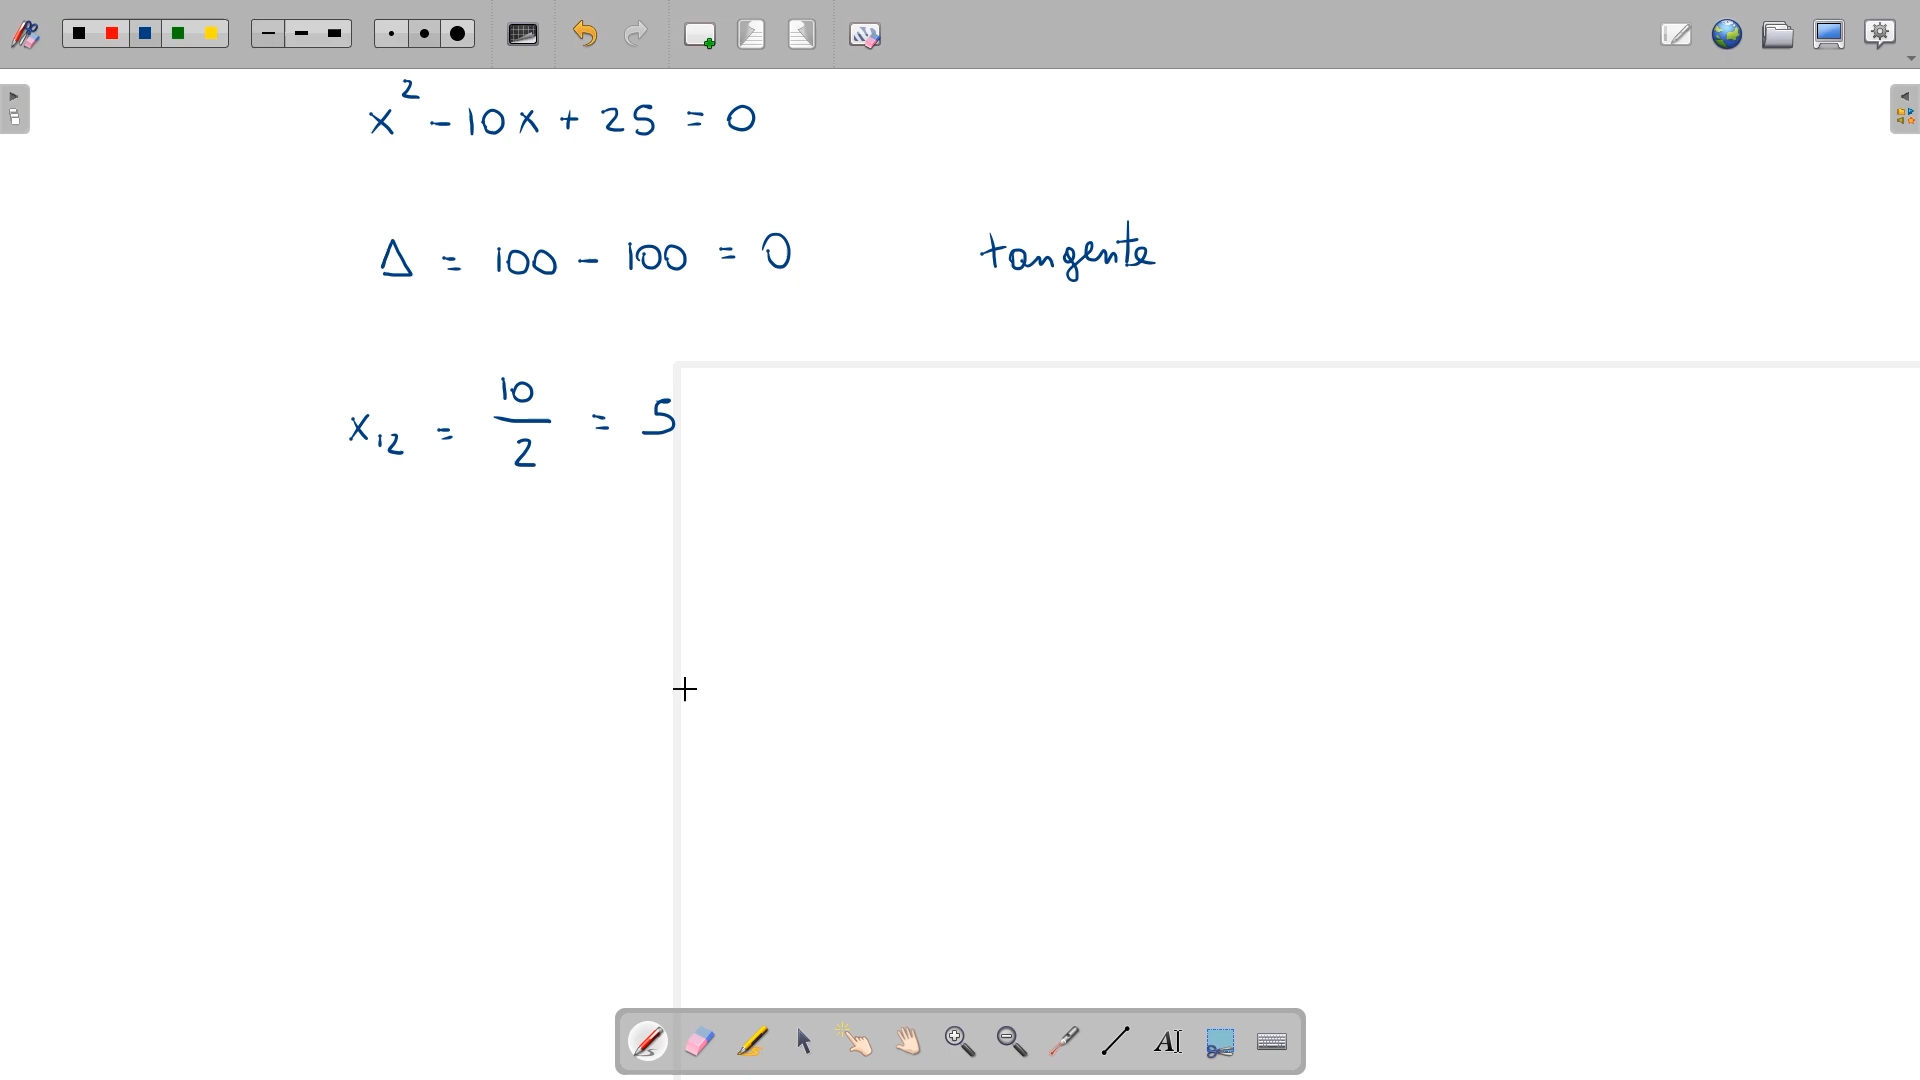 x² - 10x + 25 = 0
Δ = 100 - 100 = 0 tangente
x₁₂ = 10/2 = 5